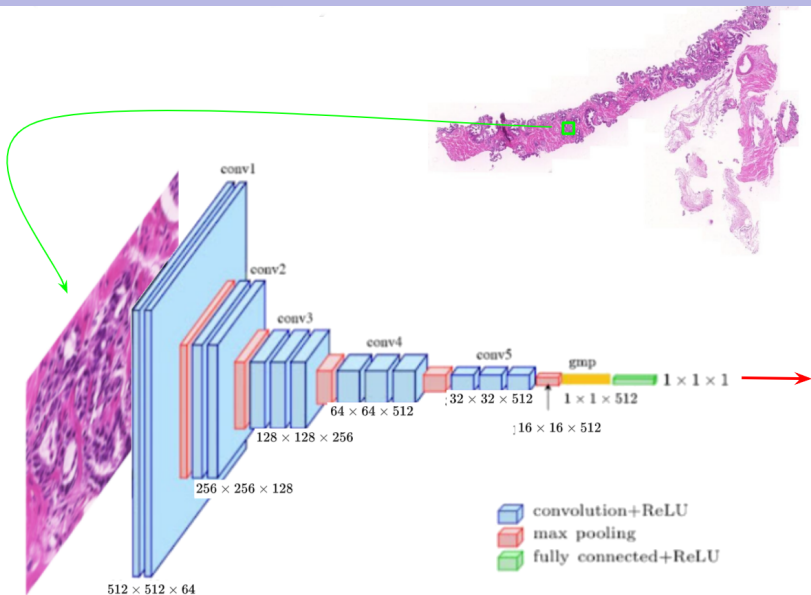 conv1
conv2
conv3
conv4
conv5
gmp
1 × 1 × 1
64 × 64 × 512
32 × 32 × 512
1 × 1 × 512
128 × 128 × 256
16 × 16 × 512
256 × 256 × 128
512 × 512 × 64
convolution+ReLU
max pooling
fully connected+ReLU